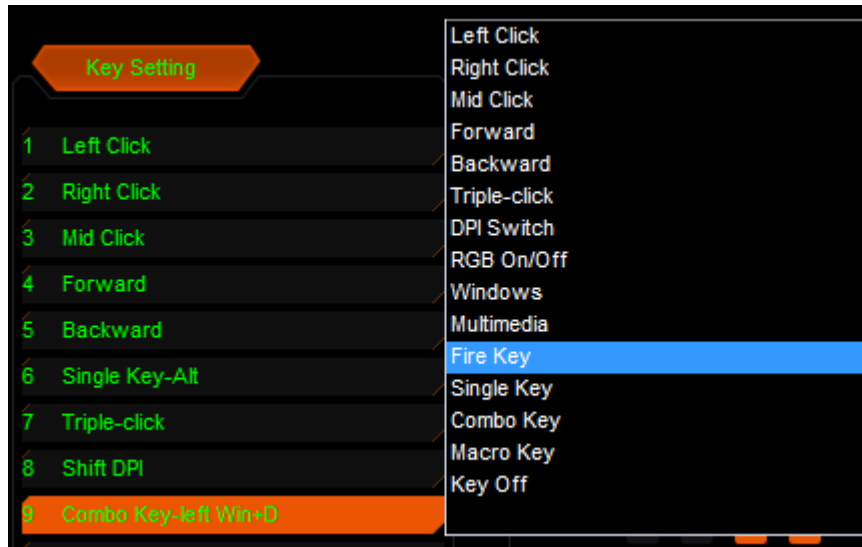 Key Setting
1 Left Click
2 Right Click
3 Mid Click
4 Forward
5 Backward
6 Single Key-Alt
7 Triple-click
8 Shift DPI
9 Combo Key-left Win+D
Left Click
Right Click
Mid Click
Forward
Backward
Triple-click
DPI Switch
RGB On/Off
Windows
Multimedia
Fire Key
Single Key
Combo Key
Macro Key
Key Off